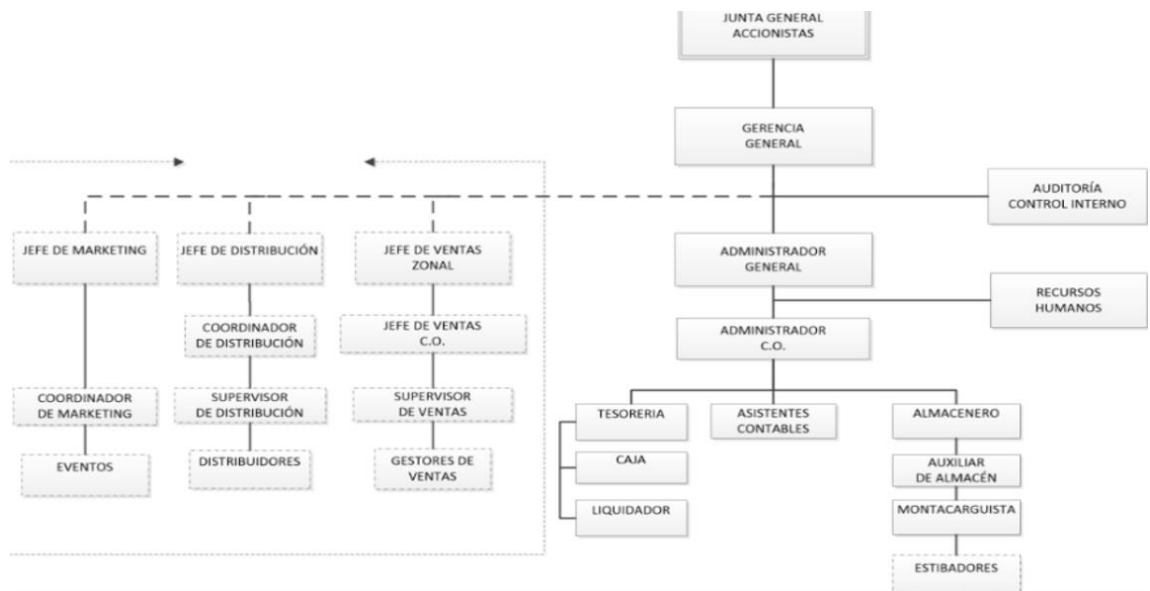 JUNTA GENERAL
ACCIONISTAS
GERENCIA
GENERAL
AUDITORÍA
CONTROL INTERNO
JEFE DE MARKETING
JEFE DE DISTRIBUCIÓN
JEFE DE VENTAS
ZONAL
ADMINISTRADOR
GENERAL
RECURSOS
HUMANOS
COORDINADOR
DE DISTRIBUCIÓN
JEFE DE VENTAS
C.O.
ADMINISTRADOR
C.O.
COORDINADOR
DE MARKETING
SUPERVISOR
DE DISTRIBUCIÓN
SUPERVISOR
DE VENTAS
TESORERIA
ASISTENTES
CONTABLES
ALMACENERO
EVENTOS
DISTRIBUIDORES
GESTORES DE
VENTAS
CAJA
AUXILIAR
DE ALMACÉN
LIQUIDADOR
MONTACARGUISTA
ESTIBADORES